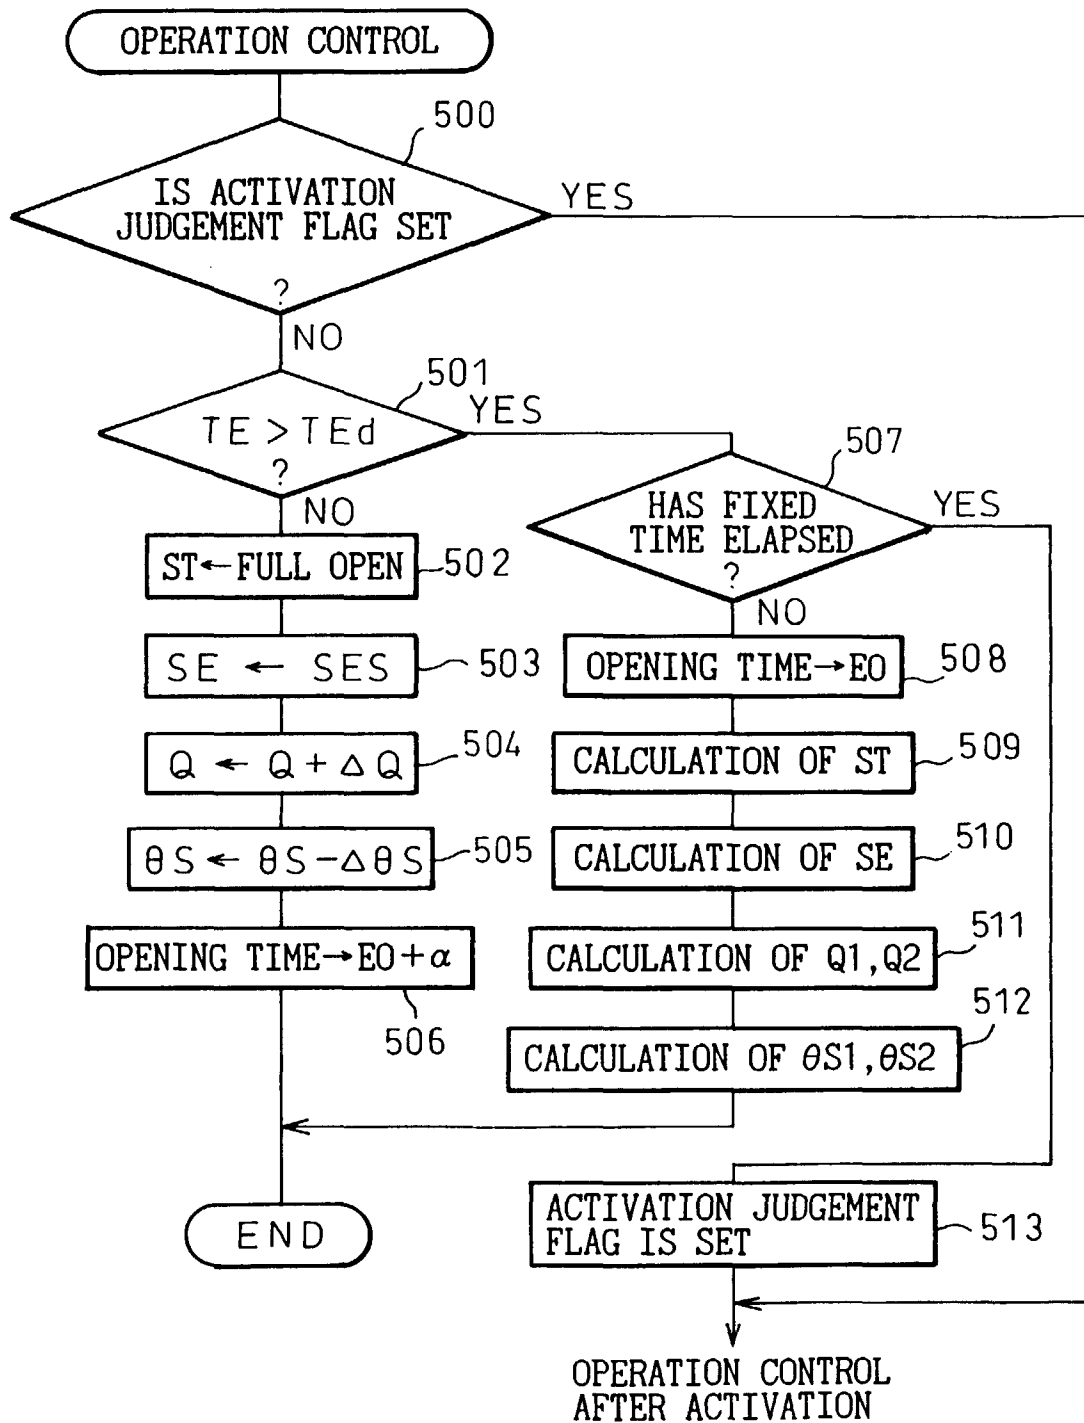 OPERATION CONTROL
500
IS ACTIVATION
JUDGEMENT FLAG SET
?
YES
NO
501
TE > TEd
?
YES
NO
502
ST←FULL OPEN
503
SE ← SES
504
Q ← Q + △Q
505
θS ← θS-△θS
OPENING TIME→EO+α
506
507
HAS FIXED
TIME ELAPSED
?
YES
NO
OPENING TIME→EO
508
CALCULATION OF ST
509
CALCULATION OF SE
510
CALCULATION OF Q1,Q2
511
CALCULATION OF θS1,θS2
512
END
ACTIVATION JUDGEMENT
FLAG IS SET
513
OPERATION CONTROL
AFTER ACTIVATION